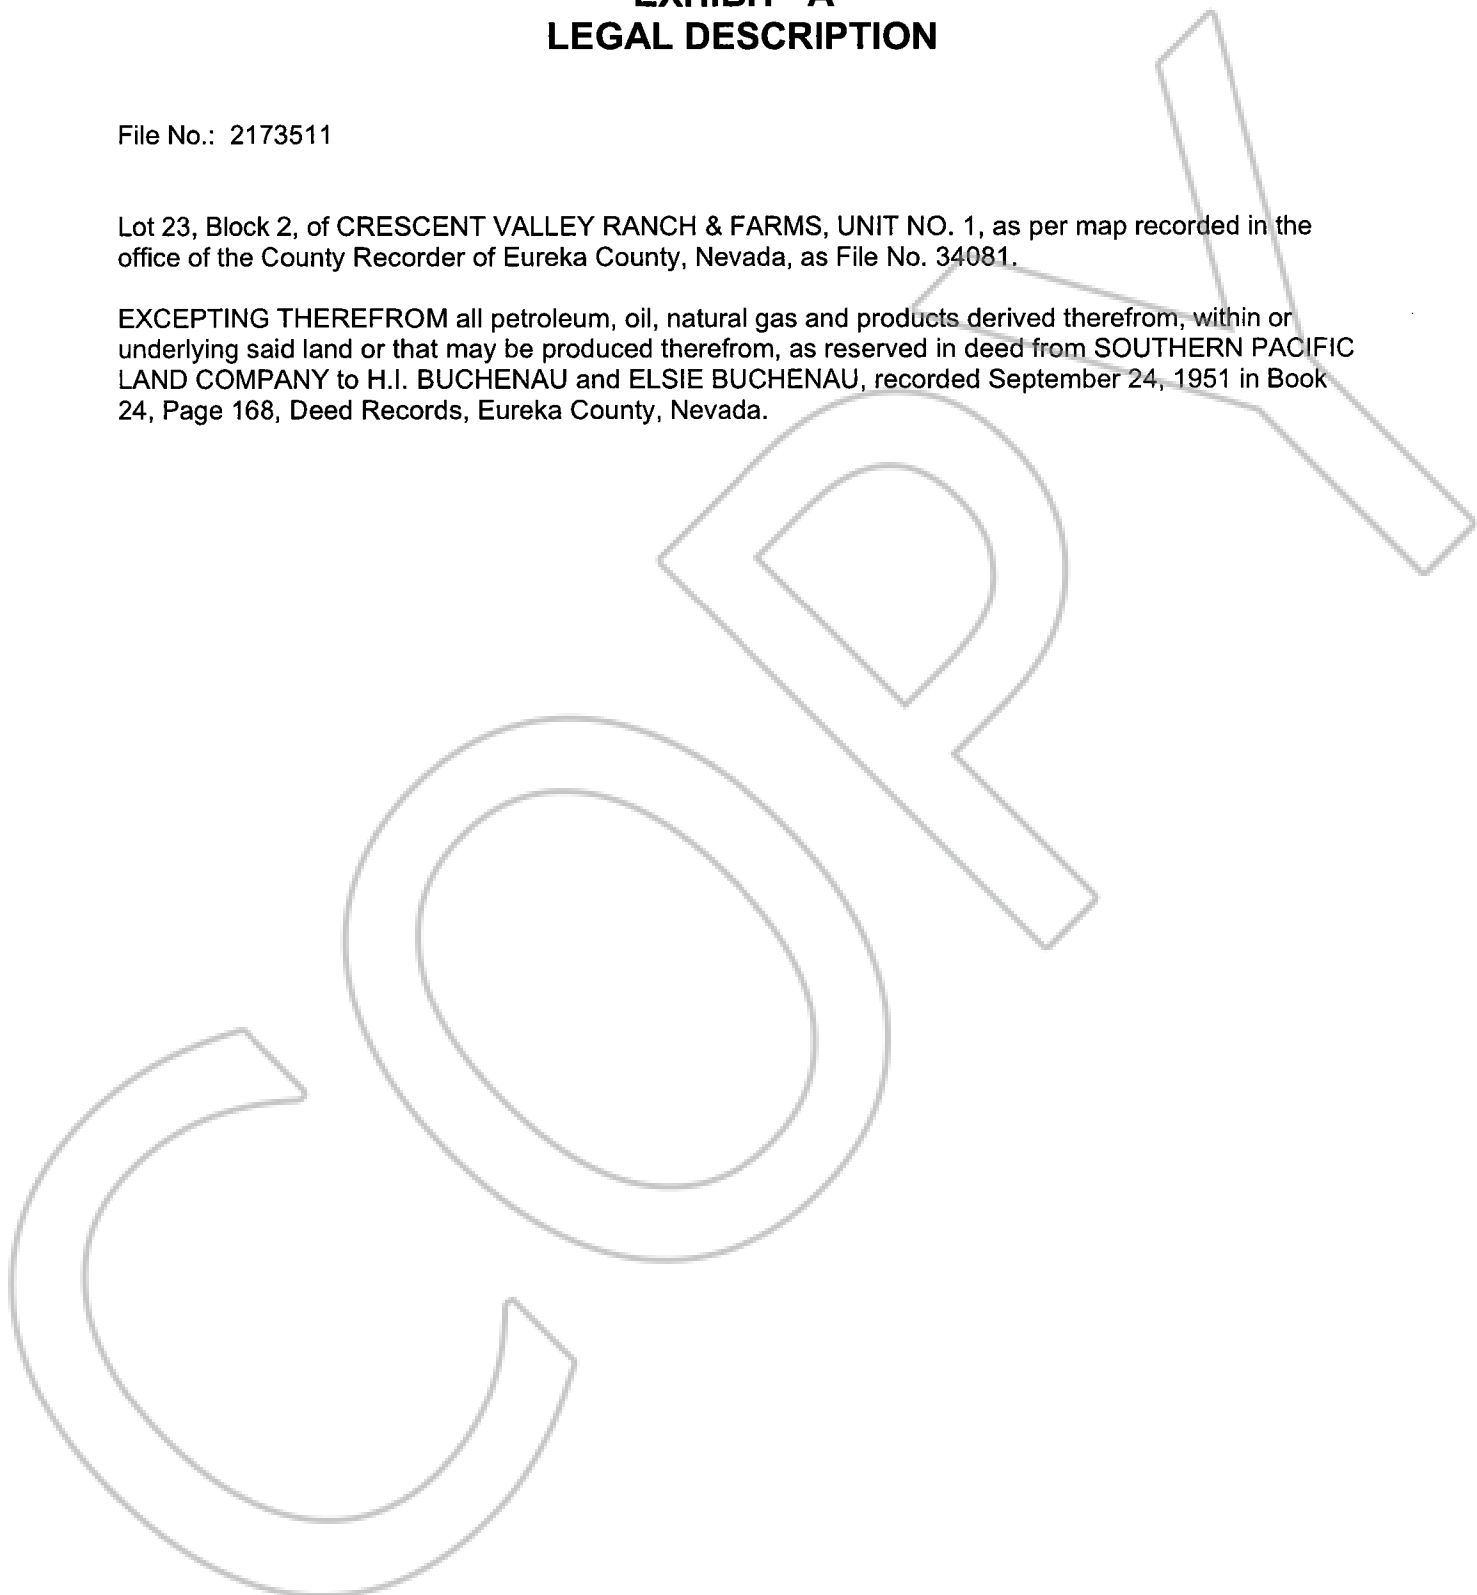 EXHIBIT "A"
LEGAL DESCRIPTION
File No.: 2173511
Lot 23, Block 2, of CRESCENT VALLEY RANCH & FARMS, UNIT NO. 1, as per map recorded in the
office of the County Recorder of Eureka County, Nevada, as File No. 34081.
EXCEPTING THEREFROM all petroleum, oil, natural gas and products derived therefrom, within or
underlying said land or that may be produced therefrom, as reserved in deed from SOUTHERN PACIFIC
LAND COMPANY to H.I. BUCHENAU and ELSIE BUCHENAU, recorded September 24, 1951 in Book
24, Page 168, Deed Records, Eureka County, Nevada.
COPY